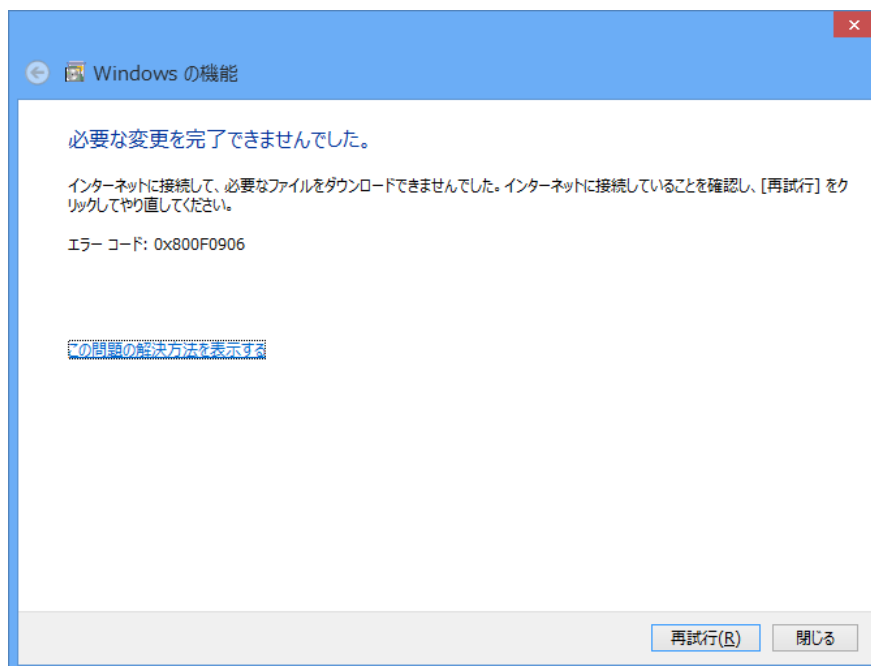 Windows の機能
必要な変更を完了できませんでした。
インターネットに接続して、必要なファイルをダウンロードできませんでした。インターネットに接続していることを確認し、[再試行] をク
リックしてやり直してください。
エラー コード: 0x800F0906
この問題の解決方法を表示する
再試行(R) 閉じる